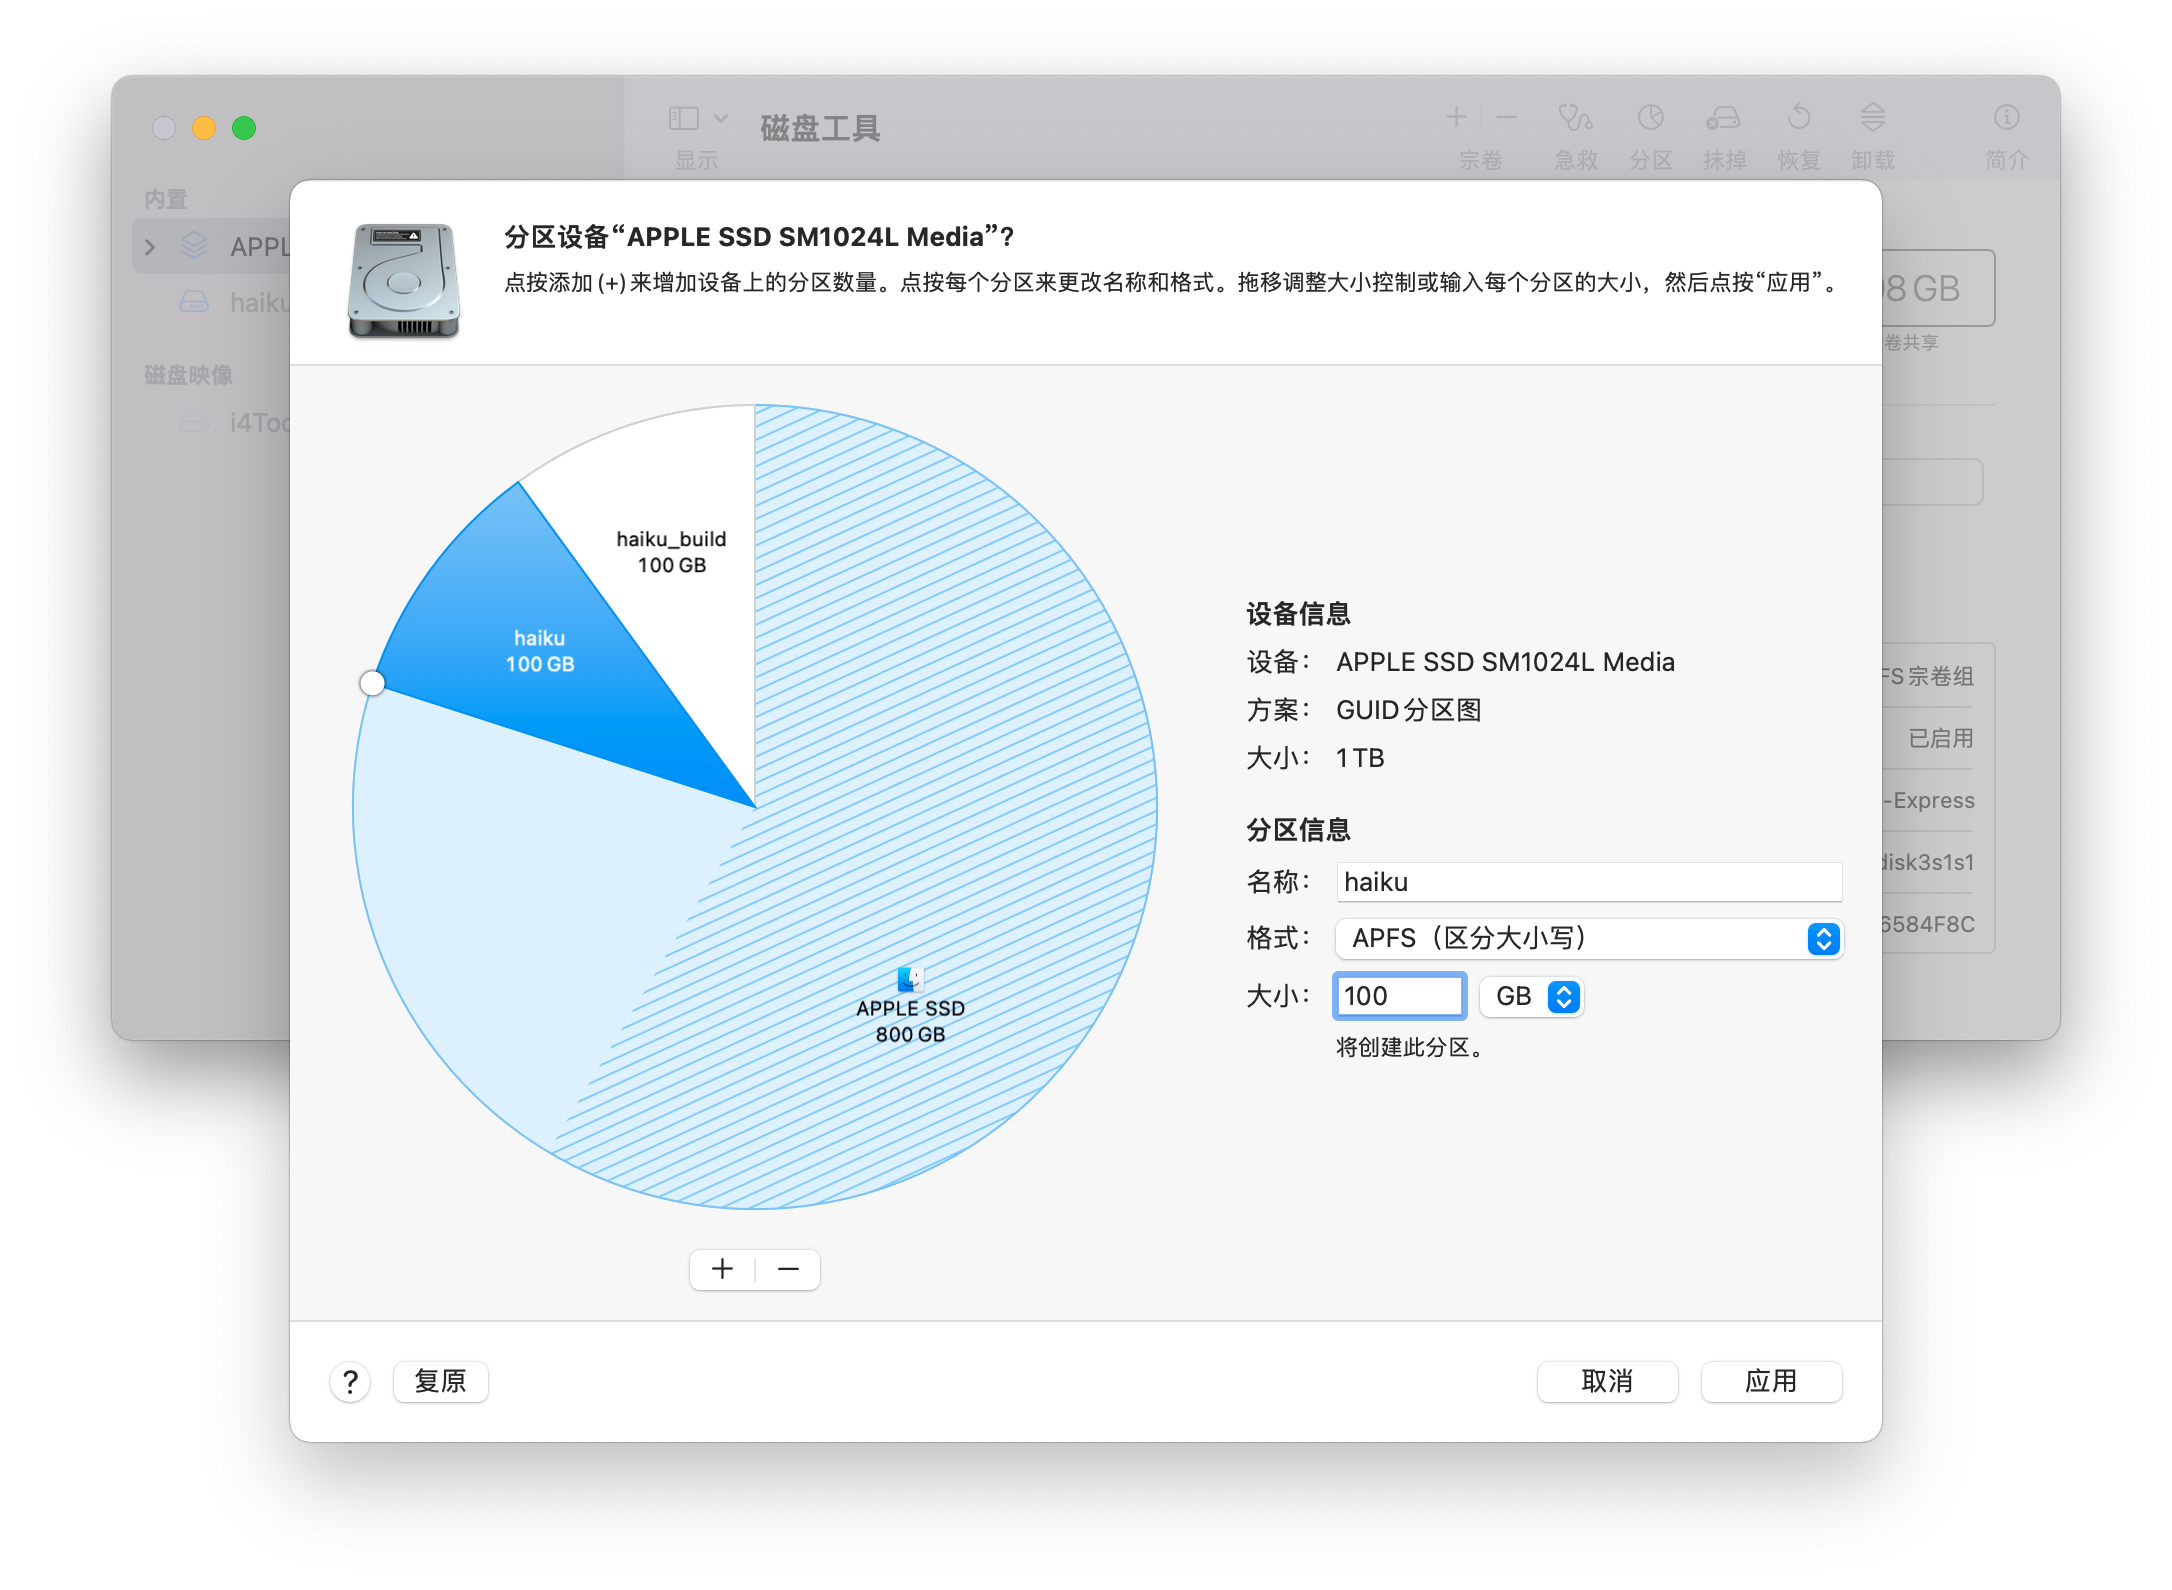 磁盘工具
显示
宗卷
急救
分区
抹掉
恢复
卸载
简介
内置
APPL
haiku
磁盘映像
i4Too
8 GB
卷共享
FS 宗卷组
已启用
-Express
disk3s1s1
6584F8C
分区设备“APPLE SSD SM1024L Media”?
点按添加 (+) 来增加设备上的分区数量。点按每个分区来更改名称和格式。拖移调整大小控制或输入每个分区的大小，然后点按“应用”。
haiku_build
100 GB
haiku
100 GB
APPLE SSD
800 GB
设备信息
设备： APPLE SSD SM1024L Media
方案： GUID 分区图
大小： 1 TB
分区信息
名称： haiku
格式： APFS（区分大小写）
大小： 100 GB
将创建此分区。
+ −
? 复原
取消
应用